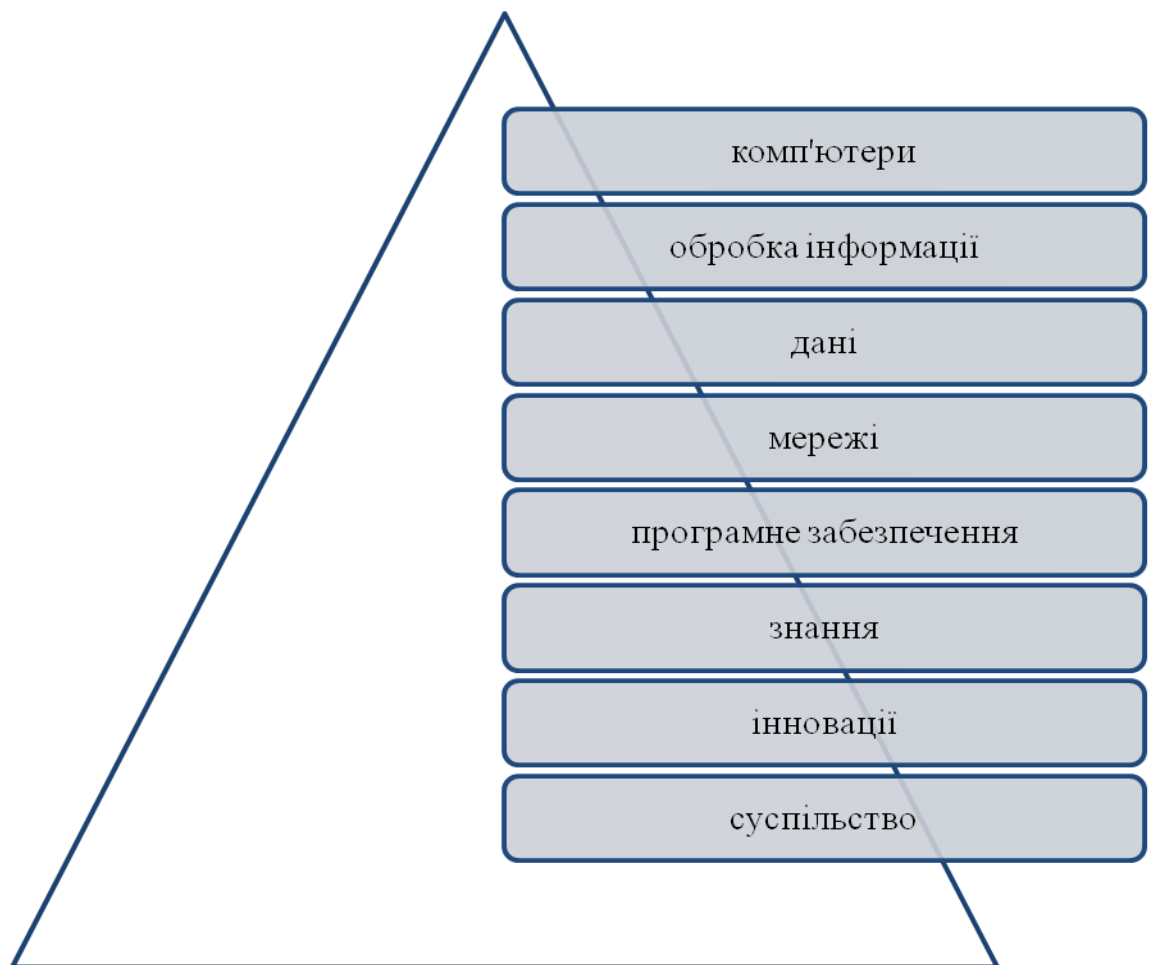 комп'ютери
обробка інформації
дані
мережі
програмне забезпечення
знання
інновації
суспільство